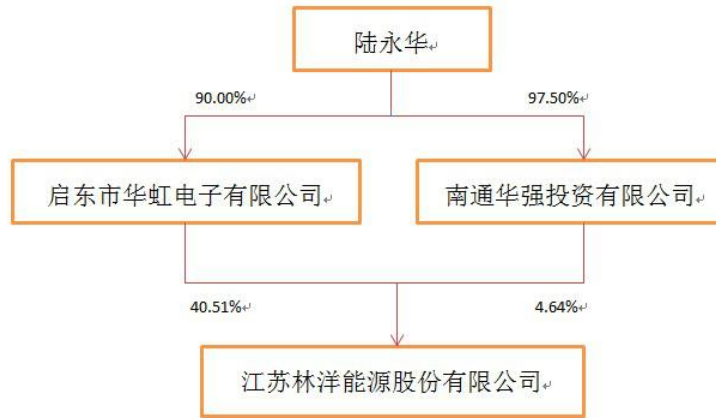 陆永华
90.00%
97.50%
启东市华虹电子有限公司
南通华强投资有限公司
40.51%
4.64%
江苏林洋能源股份有限公司